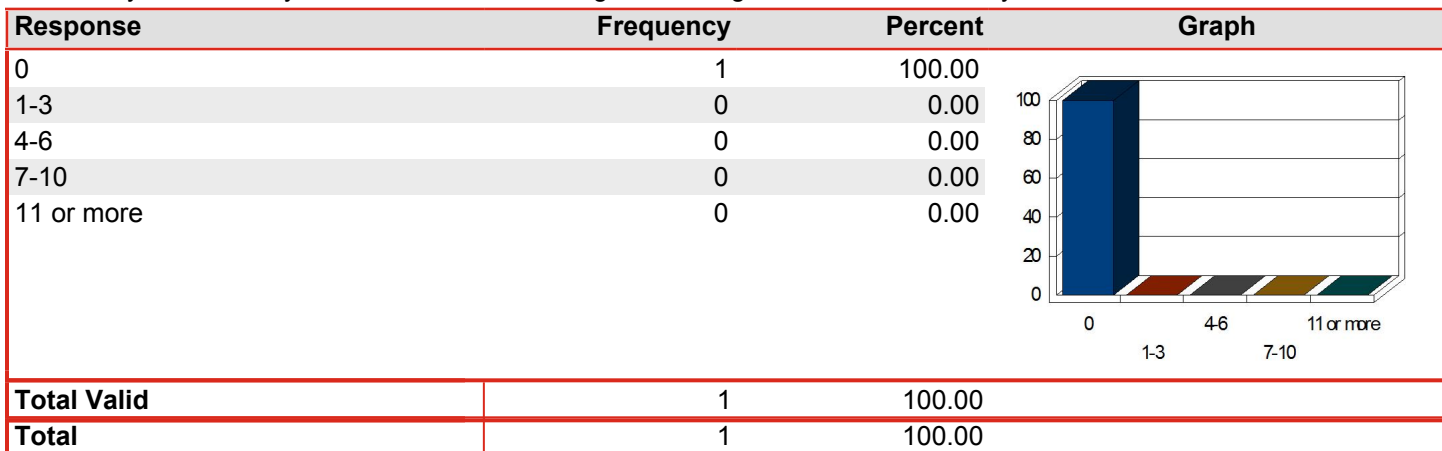 Response Frequency Percent Graph
0 1 100.00
1-3 0 0.00
4-6 0 0.00
7-10 0 0.00
11 or more 0 0.00
100
80
60
40
20
0
0 4-6 11 or more
1-3 7-10
Total Valid 1 100.00
Total 1 100.00